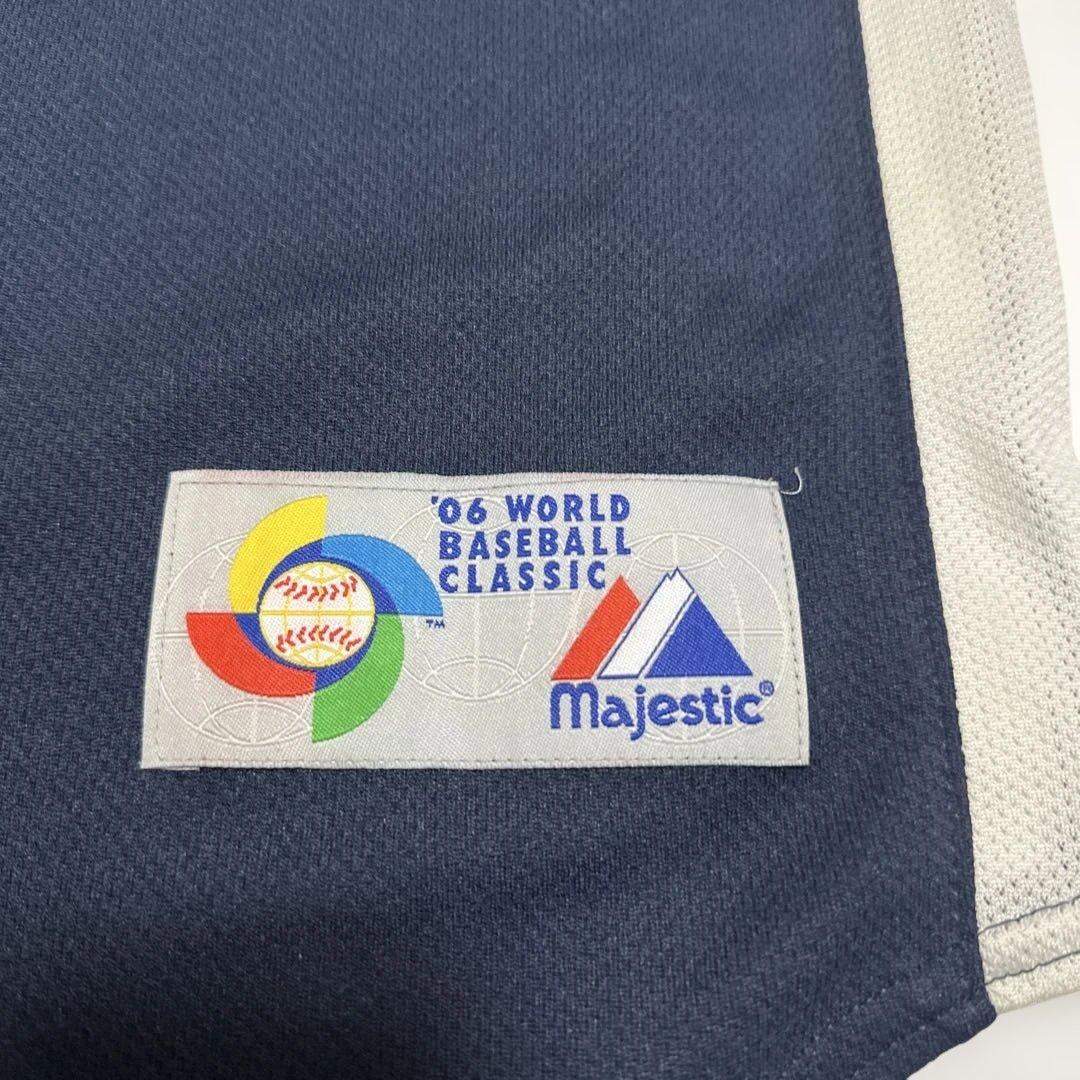 '06 WORLD
BASEBALL
CLASSIC
TM
Majestic®